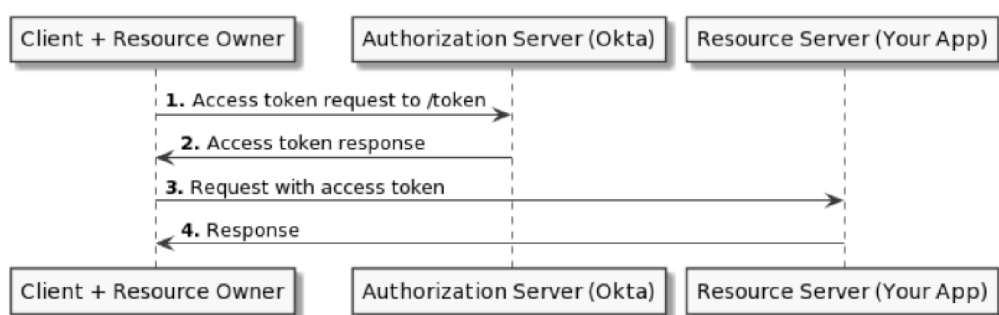 Client + Resource Owner
Authorization Server (Okta)
Resource Server (Your App)
1. Access token request to /token
2. Access token response
3. Request with access token
4. Response
Client + Resource Owner
Authorization Server (Okta)
Resource Server (Your App)